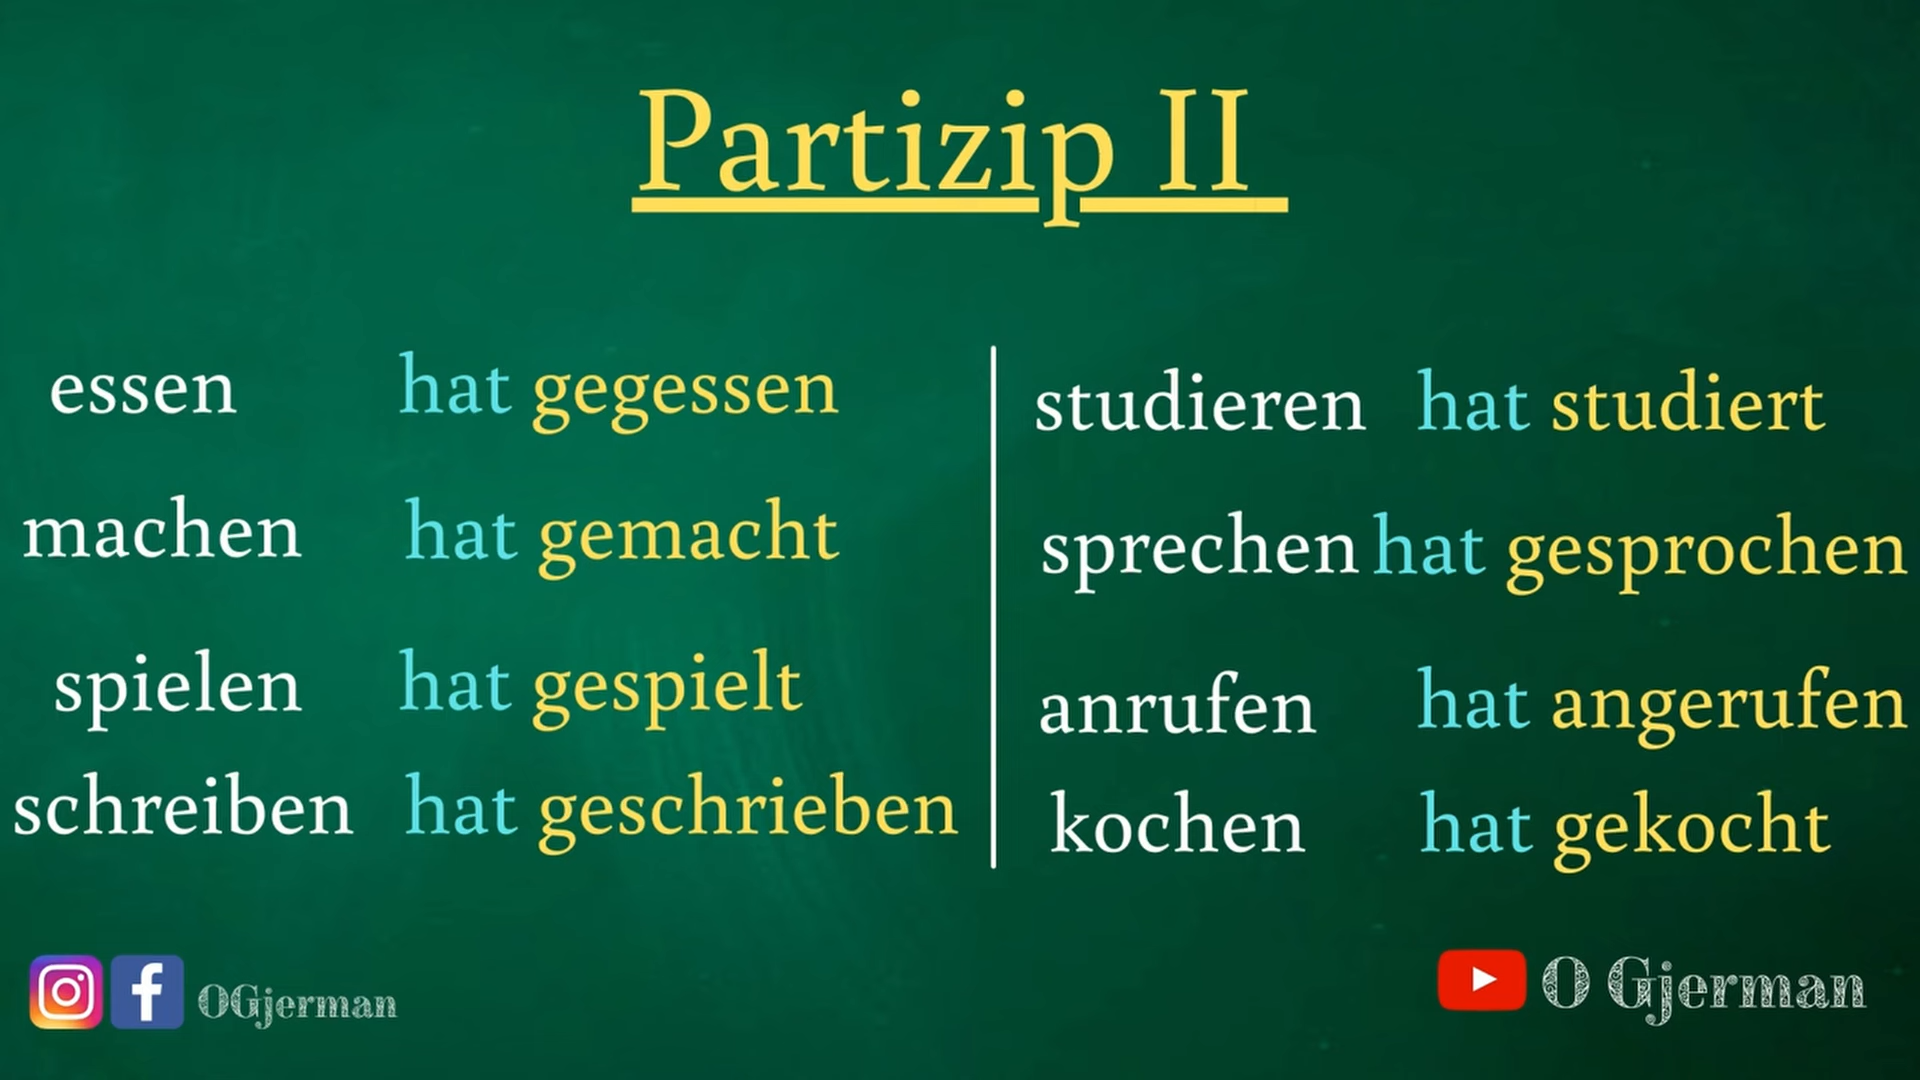 Partizip II
essen hat gegessen
machen hat gemacht
spielen hat gespielt
schreiben hat geschrieben
studieren hat studiert
sprechen hat gesprochen
anrufen hat angerufen
kochen hat gekocht
OGjerman
O Gjerman